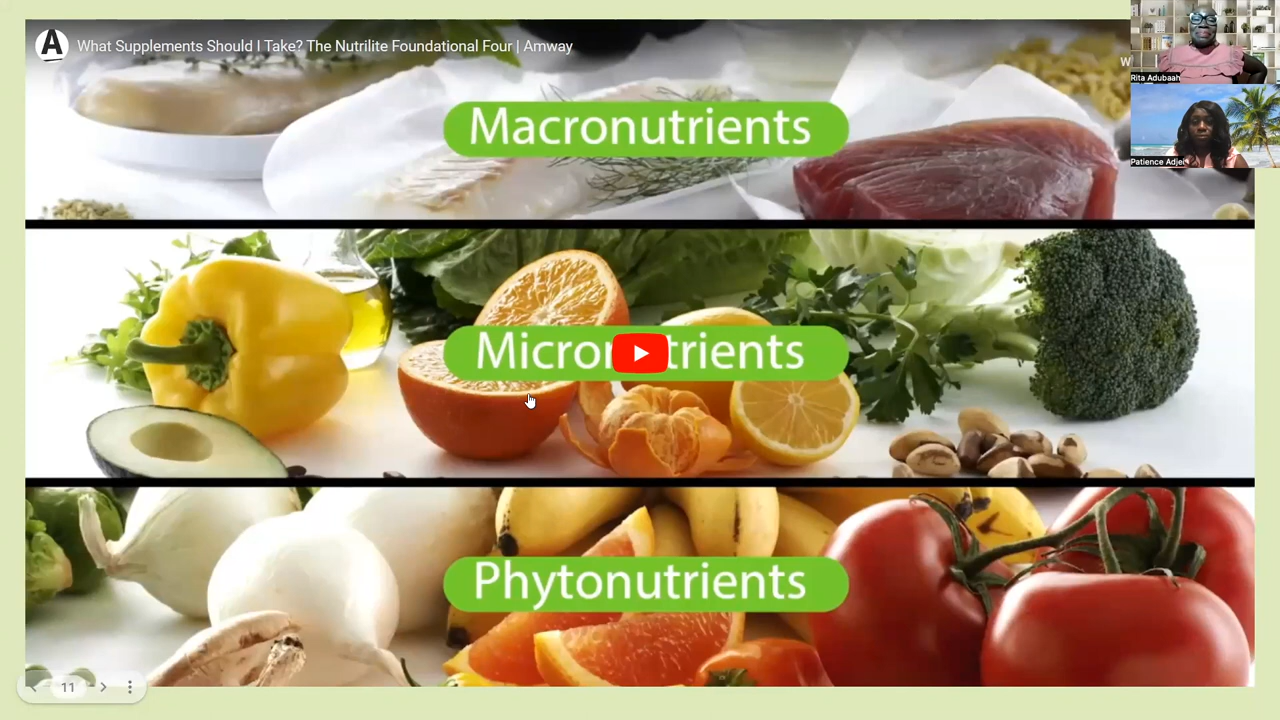 What Supplements Should I Take? The Nutrilite Foundational Four | Amway
W
Rita Adubaah
Patience Adjei
Macronutrients
Micronutrients
Phytonutrients
11